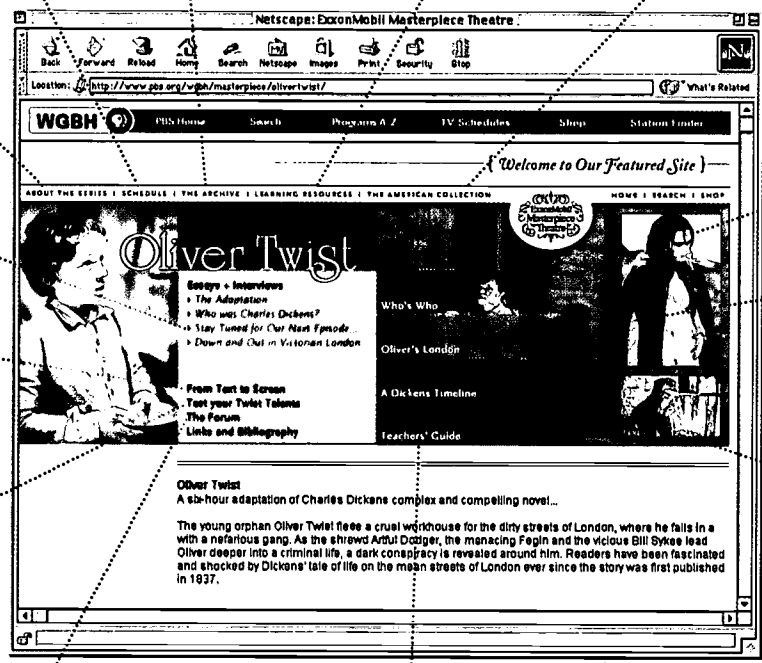 Netscape: ExxonMobil Masterpiece Theatre
Back Forward Reload Home Search Netscape Images Print Security Stop
N
Location: http://www.pbs.org/wgbh/masterpiece/olivertwist/ What's Related
WGBH PBS Home Search Programs A-Z TV Schedules Shop Station Finder
{ Welcome to Our Featured Site }
ABOUT THE SERIES | SCHEDULE | THE ARCHIVE | LEARNING RESOURCES | THE AMERICAN COLLECTION HOME | SEARCH | SHOP
ExxonMobil
Masterpiece
Theatre
Oliver Twist
Essays + Interviews
The Adaptation
Who was Charles Dickens?
Stay Tuned for Our Next Episode...
Down and Out in Victorian London
From Text to Screen
Test your Twist Talents
The Forum
Links and Bibliography
Who's Who
Oliver's London
A Dickens Timeline
Teachers' Guide
Oliver Twist
A six-hour adaptation of Charles Dickens complex and compelling novel...
The young orphan Oliver Twist flees a cruel workhouse for the dirty streets of London, where he falls in a
with a nefarious gang. As the shrewd Artful Dodger, the menacing Fagin and the vicious Bill Sykes lead
Oliver deeper into a criminal life, a dark conspiracy is revealed around him. Readers have been fascinated
and shocked by Dickens' tale of life on the mean streets of London ever since the story was first published
in 1837.